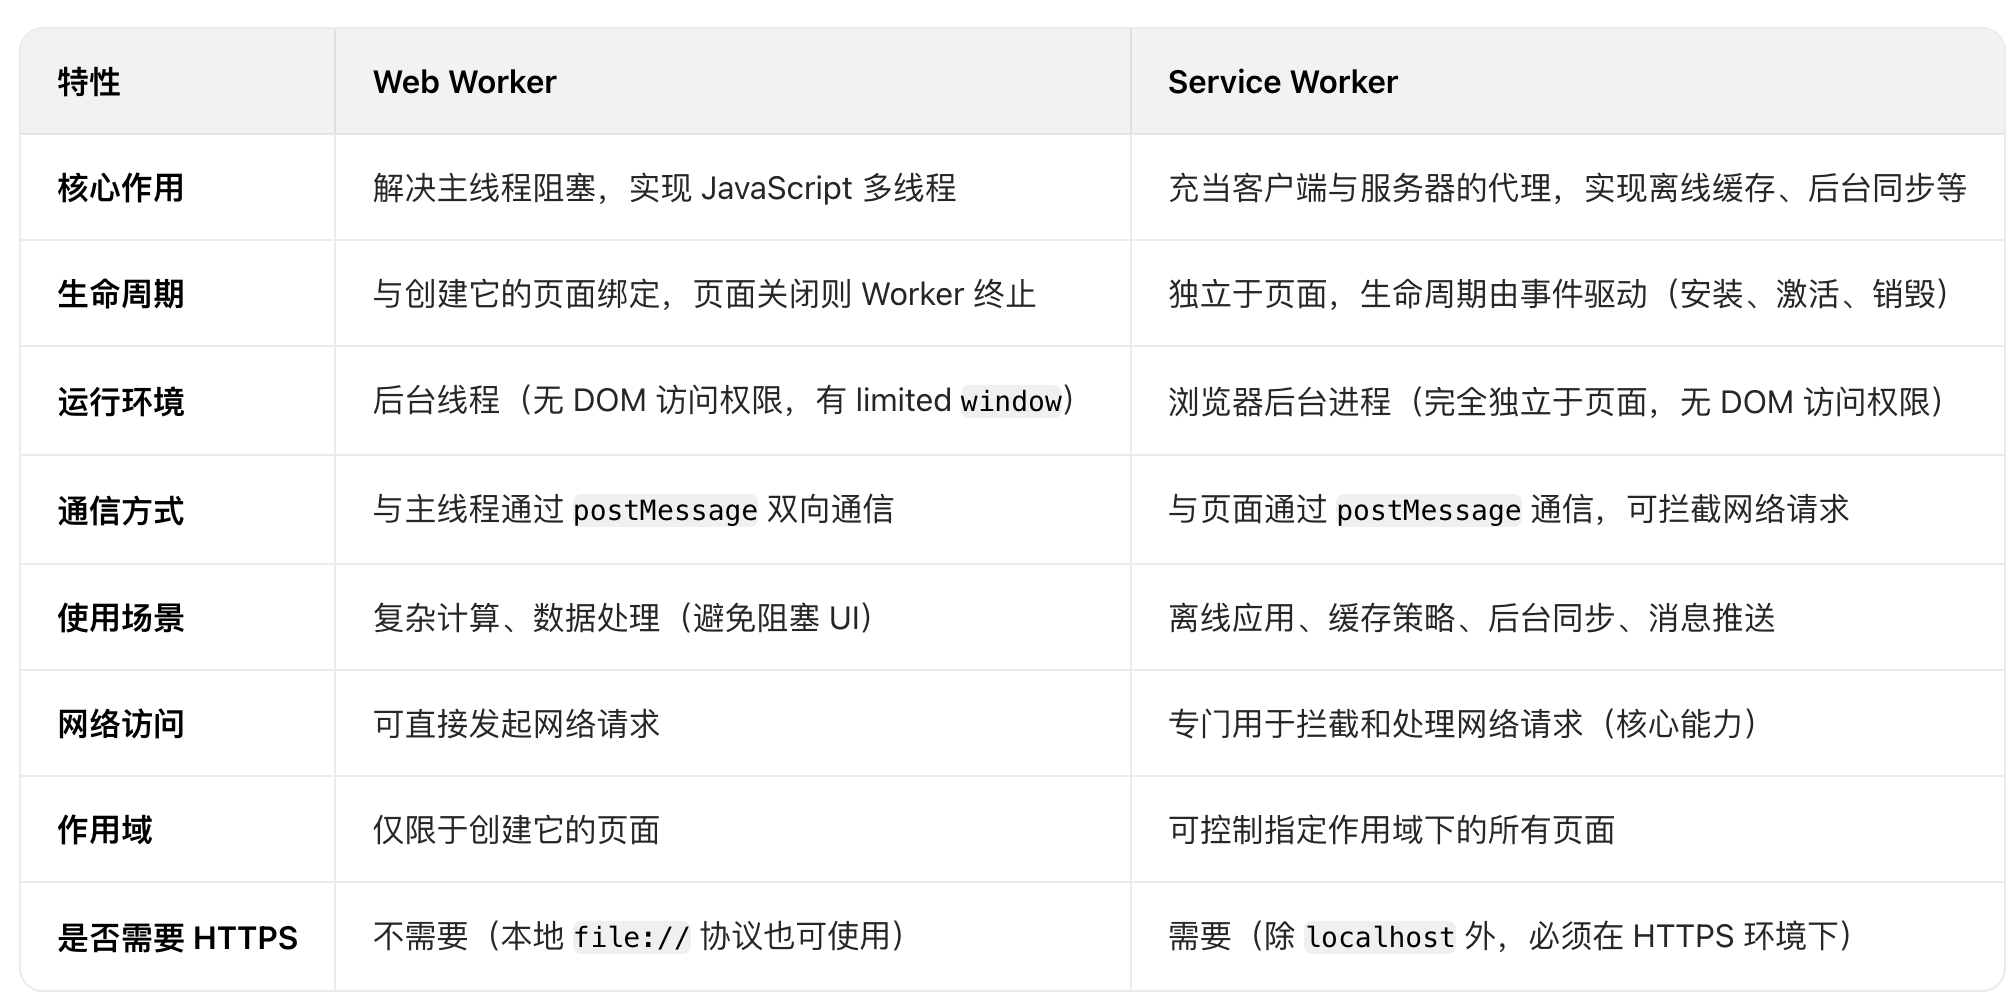 特性 Web Worker Service Worker
核心作用 解决主线程阻塞，实现 JavaScript 多线程 充当客户端与服务器的代理，实现离线缓存、后台同步等
生命周期 与创建它的页面绑定，页面关闭则 Worker 终止 独立于页面，生命周期由事件驱动（安装、激活、销毁）
运行环境 后台线程（无 DOM 访问权限，有 limited window） 浏览器后台进程（完全独立于页面，无 DOM 访问权限）
通信方式 与主线程通过 postMessage 双向通信 与页面通过 postMessage 通信，可拦截网络请求
使用场景 复杂计算、数据处理（避免阻塞 UI） 离线应用、缓存策略、后台同步、消息推送
网络访问 可直接发起网络请求 专门用于拦截和处理网络请求（核心能力）
作用域 仅限于创建它的页面 可控制指定作用域下的所有页面
是否需要 HTTPS 不需要（本地 file:// 协议也可使用） 需要（除 localhost 外，必须在 HTTPS 环境下）